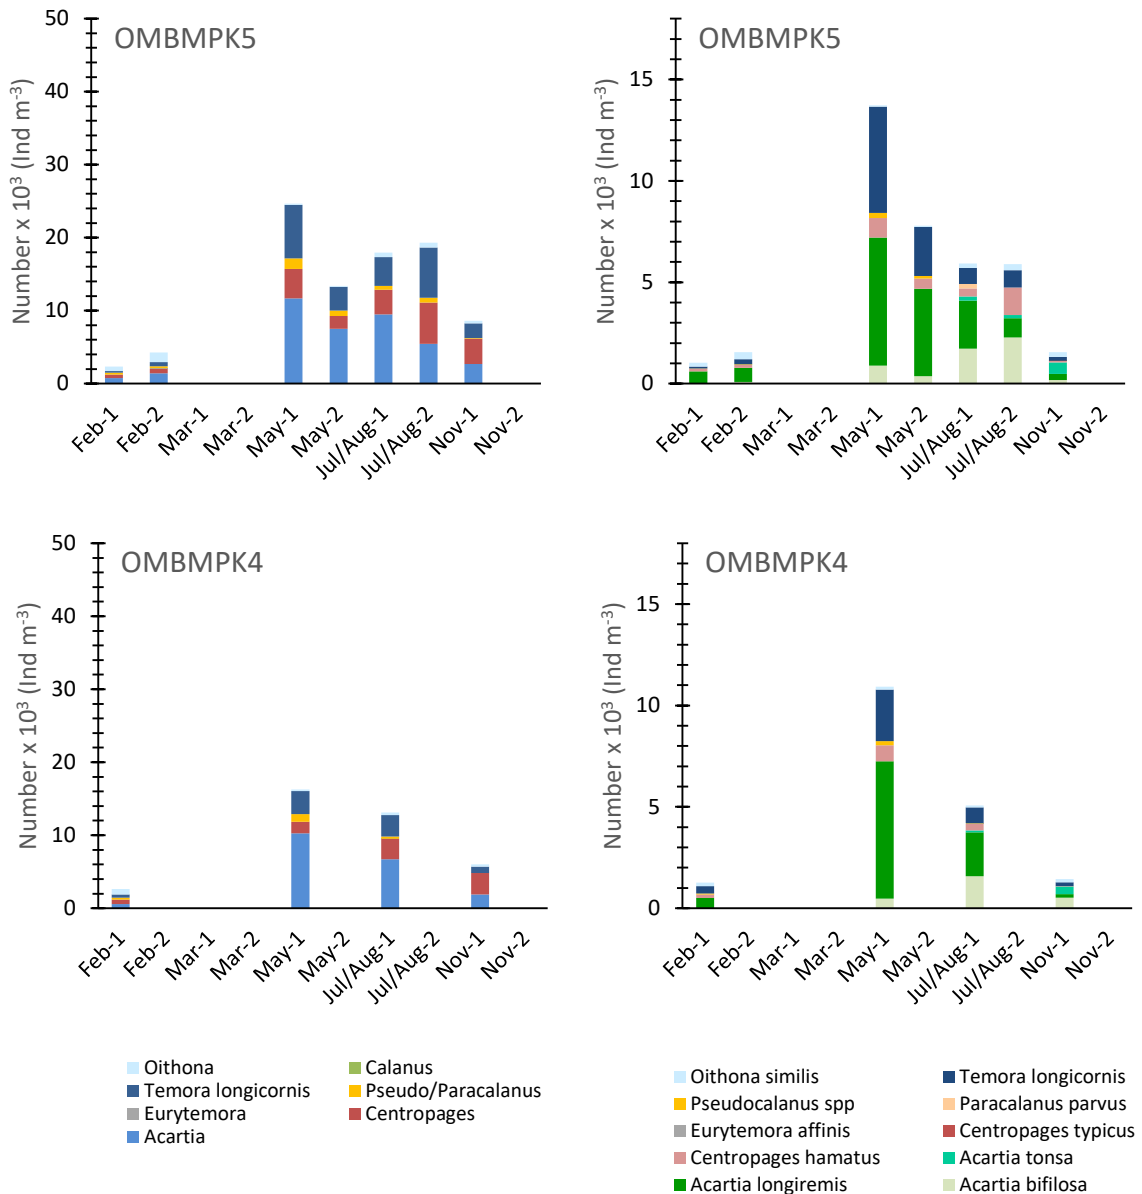 OMBMPK5
Number x 10³ (Ind m⁻³)
50
40
30
20
10
0
Feb-1
Feb-2
Mar-1
Mar-2
May-1
May-2
Jul/Aug-1
Jul/Aug-2
Nov-1
Nov-2
OMBMPK5
Number x 10³ (Ind m⁻³)
15
10
5
0
Feb-1
Feb-2
Mar-1
Mar-2
May-1
May-2
Jul/Aug-1
Jul/Aug-2
Nov-1
Nov-2
OMBMPK4
Number x 10³ (Ind m⁻³)
50
40
30
20
10
0
Feb-1
Feb-2
Mar-1
Mar-2
May-1
May-2
Jul/Aug-1
Jul/Aug-2
Nov-1
Nov-2
OMBMPK4
Number x 10³ (Ind m⁻³)
15
10
5
0
Feb-1
Feb-2
Mar-1
Mar-2
May-1
May-2
Jul/Aug-1
Jul/Aug-2
Nov-1
Nov-2
Oithona Calanus
Temora longicornis Pseudo/Paracalanus
Eurytemora Centropages
Acartia
Oithona similis Temora longicornis
Pseudocalanus spp Paracalanus parvus
Eurytemora affinis Centropages typicus
Centropages hamatus Acartia tonsa
Acartia longiremis Acartia bifilosa